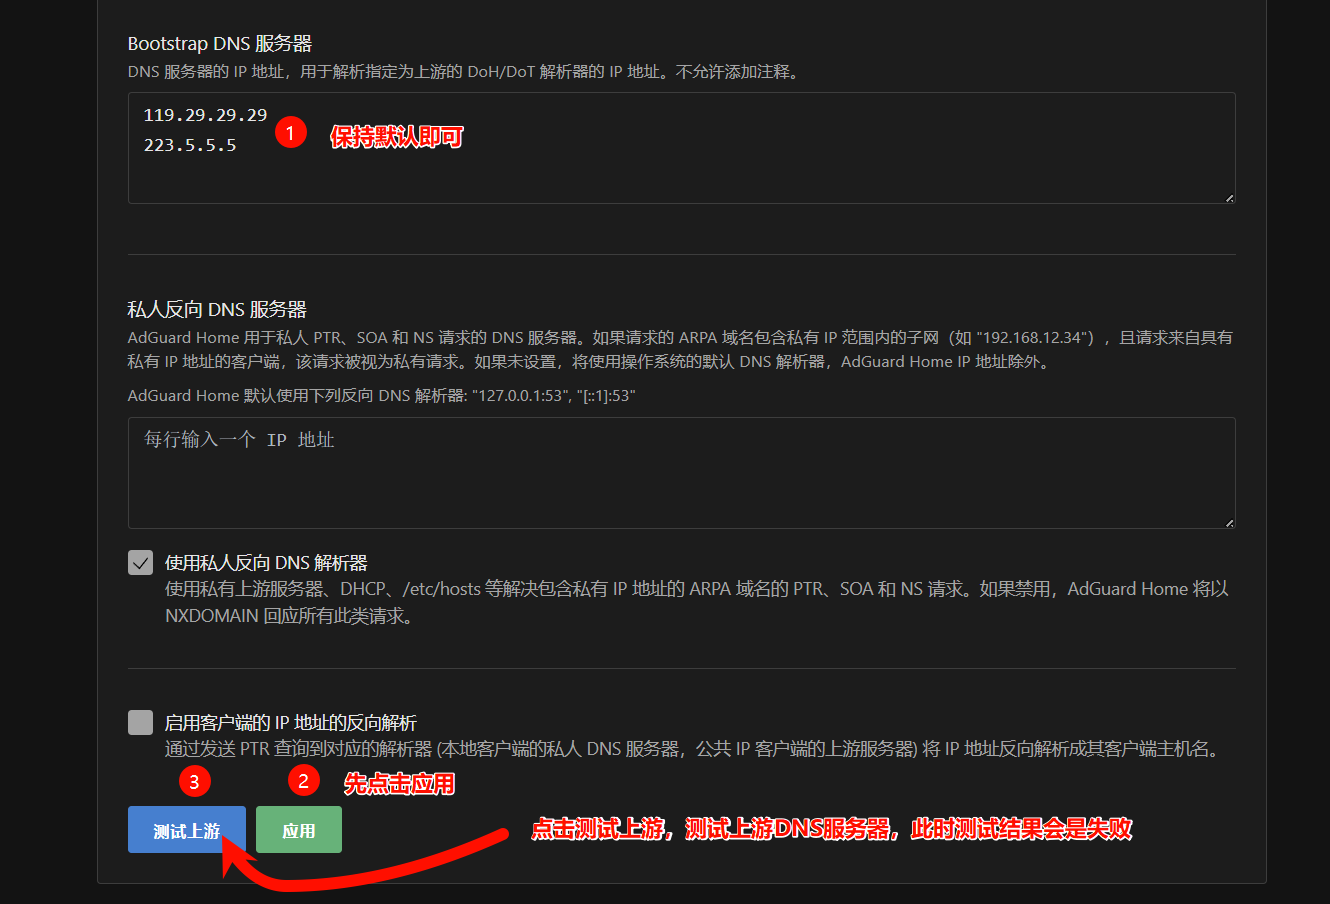 Bootstrap DNS 服务器
DNS 服务器的 IP 地址，用于解析指定为上游的 DoH/DoT 解析器的 IP 地址。不允许添加注释。
119.29.29.29
223.5.5.5
1 保持默认即可
私人反向 DNS 服务器
AdGuard Home 用于私人 PTR、SOA 和 NS 请求的 DNS 服务器。如果请求的 ARPA 域名包含私有 IP 范围内的子网（如 "192.168.12.34"），且请求来自具有
私有 IP 地址的客户端，该请求被视为私有请求。如果未设置，将使用操作系统的默认 DNS 解析器，AdGuard Home IP 地址除外。
AdGuard Home 默认使用下列反向 DNS 解析器: "127.0.0.1:53", "[::1]:53"
每行输入一个 IP 地址
使用私人反向 DNS 解析器
使用私有上游服务器、DHCP、/etc/hosts 等解决包含私有 IP 地址的 ARPA 域名的 PTR、SOA 和 NS 请求。如果禁用，AdGuard Home 将以
NXDOMAIN 回应所有此类请求。
启用客户端的 IP 地址的反向解析
通过发送 PTR 查询到对应的解析器 (本地客户端的私人 DNS 服务器，公共 IP 客户端的上游服务器) 将 IP 地址反向解析成其客户端主机名。
3 2 先点击应用
测试上游 应用 点击测试上游，测试上游DNS服务器，此时测试结果会是失败